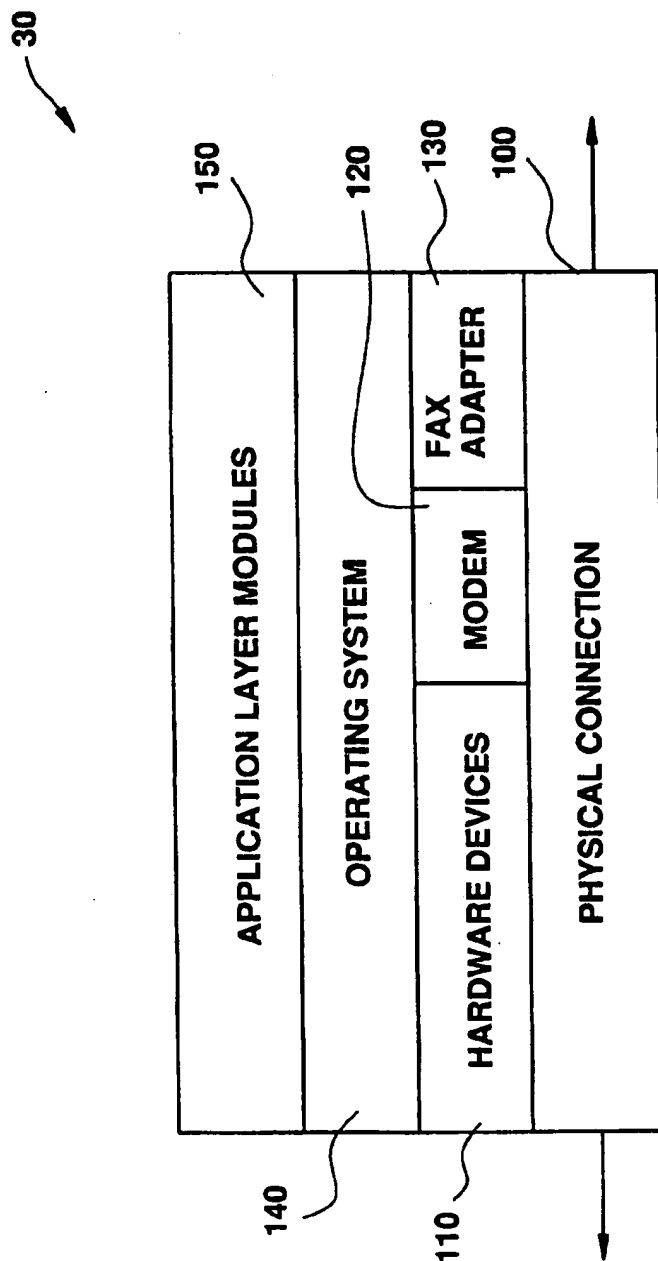 30
150
APPLICATION LAYER MODULES
140
OPERATING SYSTEM
120
110
HARDWARE DEVICES
MODEM
FAX
ADAPTER
130
PHYSICAL CONNECTION
100